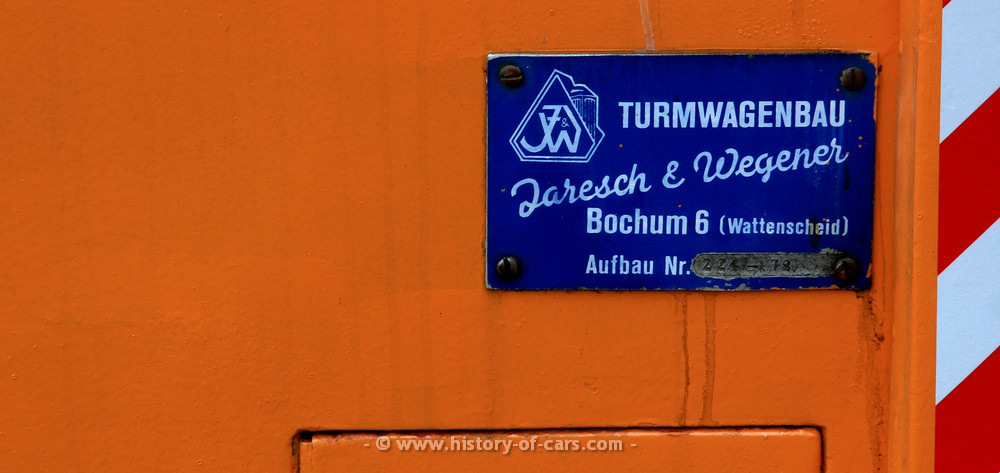 J&W
TURMWAGENBAU
Jaresch & Wegener
Bochum 6 (Wattenscheid)
Aufbau Nr.
- © www.history-of-cars.com -